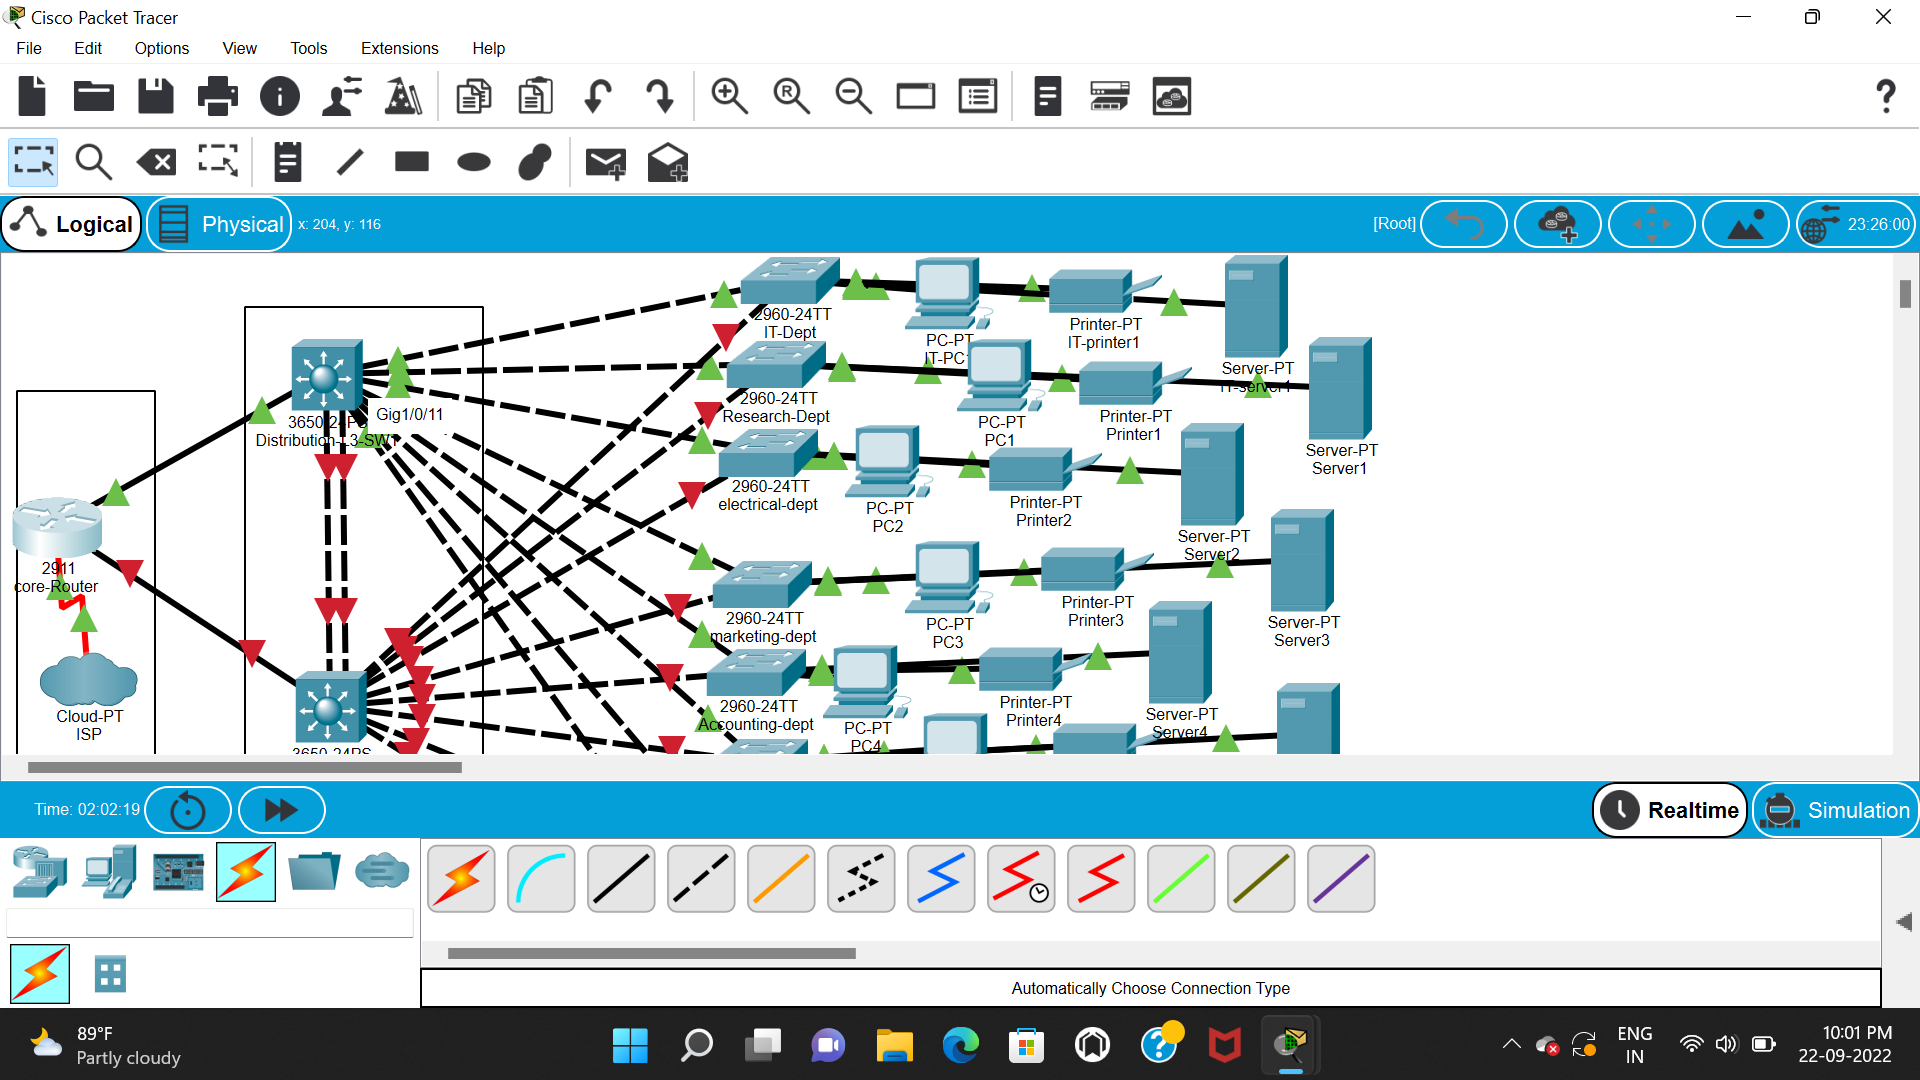 Cisco Packet Tracer
File Edit Options View Tools Extensions Help
Logical Physical x: 204, y: 116 [Root] 23:26:00
2960-24TT
IT-Dept
PC-PT
Printer-PT
IT-printer1
Server-PT
IT-server1
2960-24TT
Research-Dept
PC-PT
PC1
Printer-PT
Printer1
Server-PT
Server1
Gig1/0/11
3650-24PS
Distribution-L3-SW1
2960-24TT
electrical-dept
PC-PT
PC2
Printer-PT
Printer2
Server-PT
Server2
2911
core-Router
2960-24TT
marketing-dept
PC-PT
PC3
Printer-PT
Printer3
Server-PT
Server3
Cloud-PT
ISP
2960-24TT
Accounting-dept
PC-PT
PC4
Printer-PT
Printer4
Server-PT
Server4
3650-24PS
Time: 02:02:19 Realtime Simulation
Automatically Choose Connection Type
89°F
Partly cloudy
ENG
IN
10:01 PM
22-09-2022